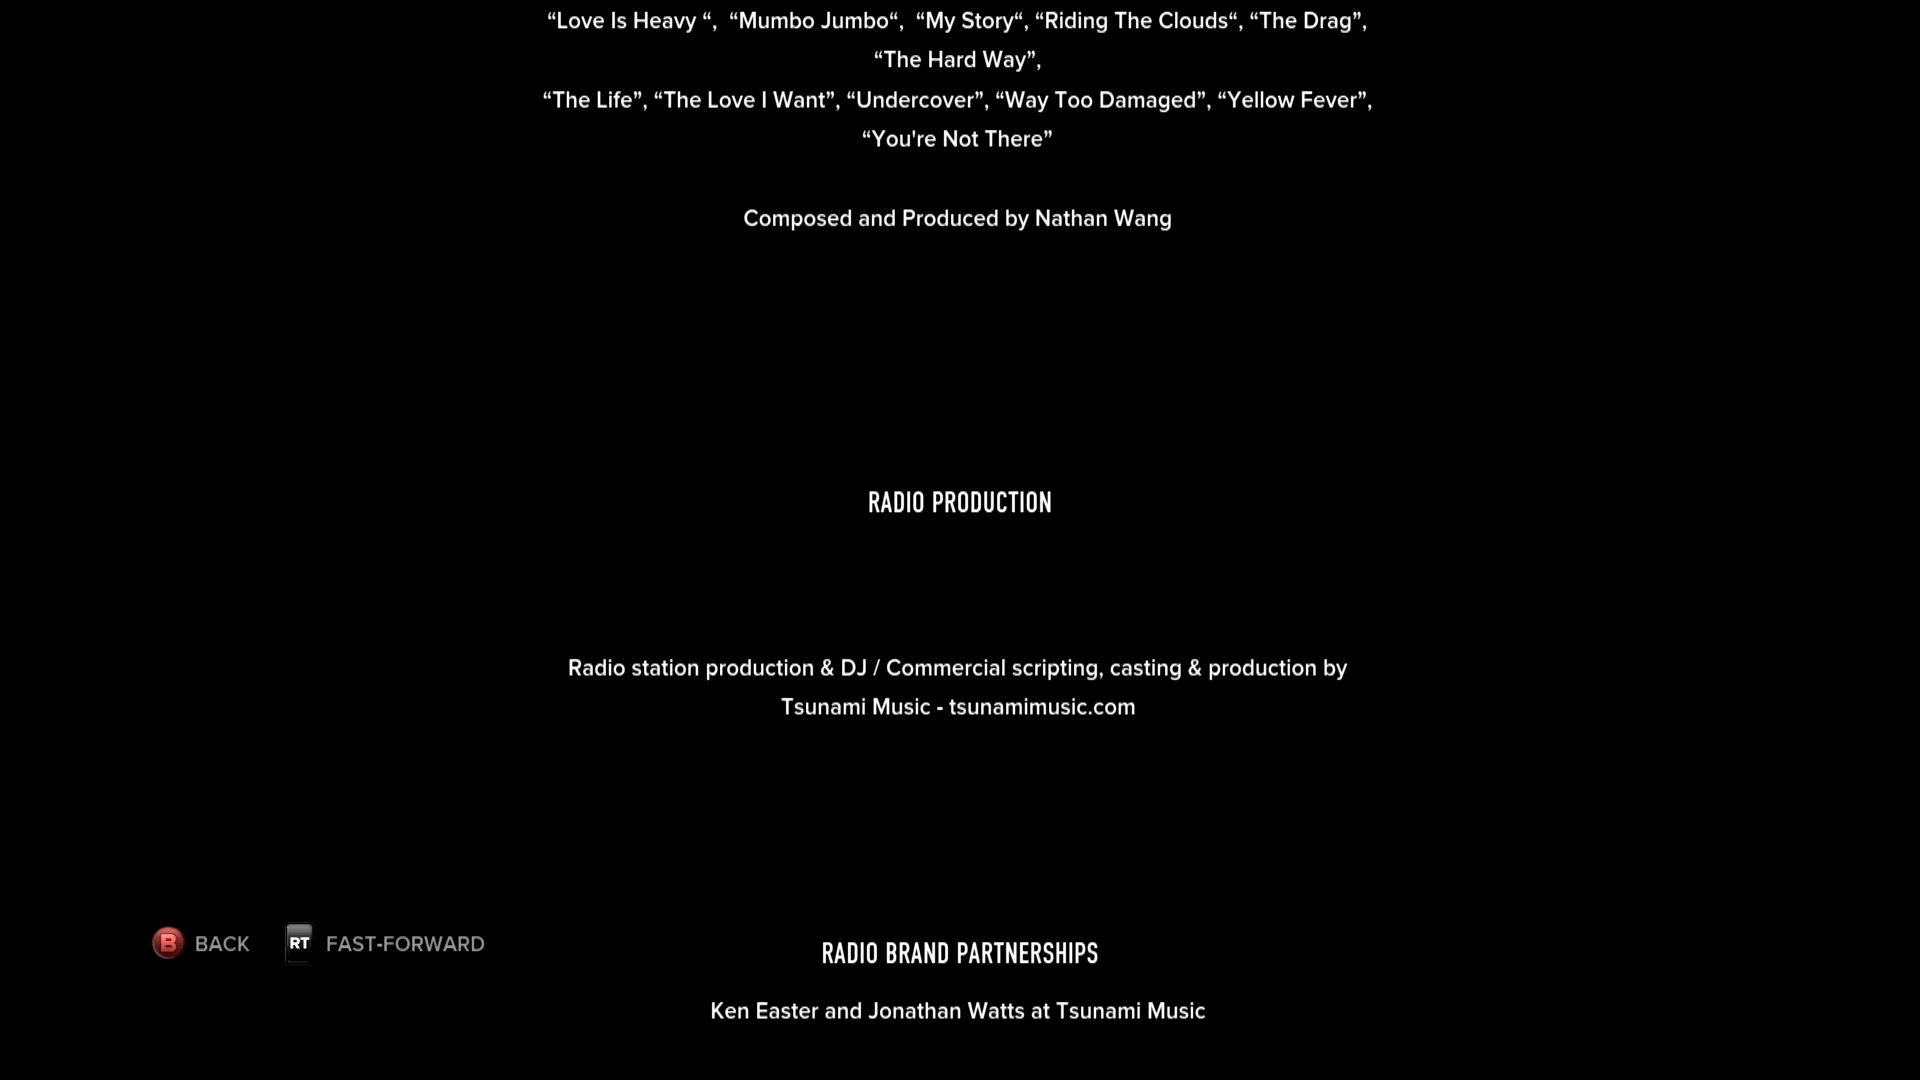 “Love Is Heavy “,  “Mumbo Jumbo“,  “My Story“, “Riding The Clouds“, “The Drag”,
“The Hard Way”,
“The Life”, “The Love I Want”, “Undercover”, “Way Too Damaged”, “Yellow Fever”,
“You're Not There”
Composed and Produced by Nathan Wang
RADIO PRODUCTION
Radio station production & DJ / Commercial scripting, casting & production by
Tsunami Music - tsunamimusic.com
B BACK RT FAST-FORWARD
RADIO BRAND PARTNERSHIPS
Ken Easter and Jonathan Watts at Tsunami Music